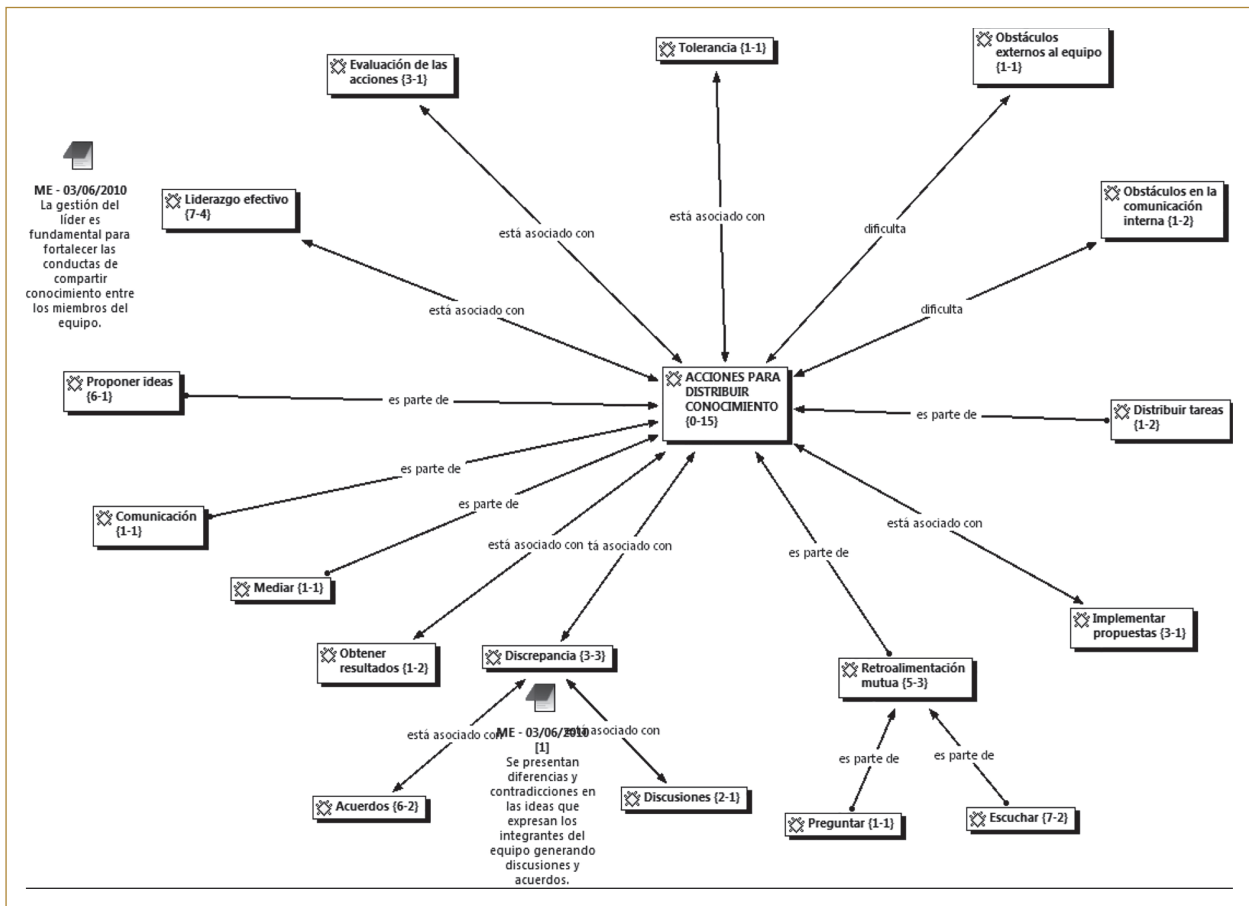 Evaluación de las
acciones {3-1}
Tolerancia {1-1}
Obstáculos
externos al equipo
{1-1}
ME - 03/06/2010
La gestión del
líder es
fundamental para
fortalecer las
conductas de
compartir
conocimiento entre
los miembros del
equipo.
Liderazgo efectivo
{7-4}
Obstáculos en la
comunicación
interna {1-2}
está asociado con
está asociado con
dificulta
está asociado con
dificulta
Proponer ideas
{6-1}
es parte de
ACCIONES PARA
DISTRIBUIR
CONOCIMIENTO
{0-15}
es parte de
Distribuir tareas
{1-2}
es parte de
Comunicación
{1-1}
es parte de
está asociado con
tá asociado con
es parte de
está asociado con
Mediar {1-1}
Obtener
resultados {1-2}
Discrepancia {3-3}
Retroalimentación
mutua {5-3}
Implementar
propuestas {3-1}
está asociado con
está asociado con
ME - 03/06/2010
[1]
Se presentan
diferencias y
contradicciones en
las ideas que
expresan los
integrantes del
equipo generando
discusiones y
acuerdos.
es parte de
es parte de
Acuerdos {6-2}
Discusiones {2-1}
Preguntar {1-1}
Escuchar {7-2}